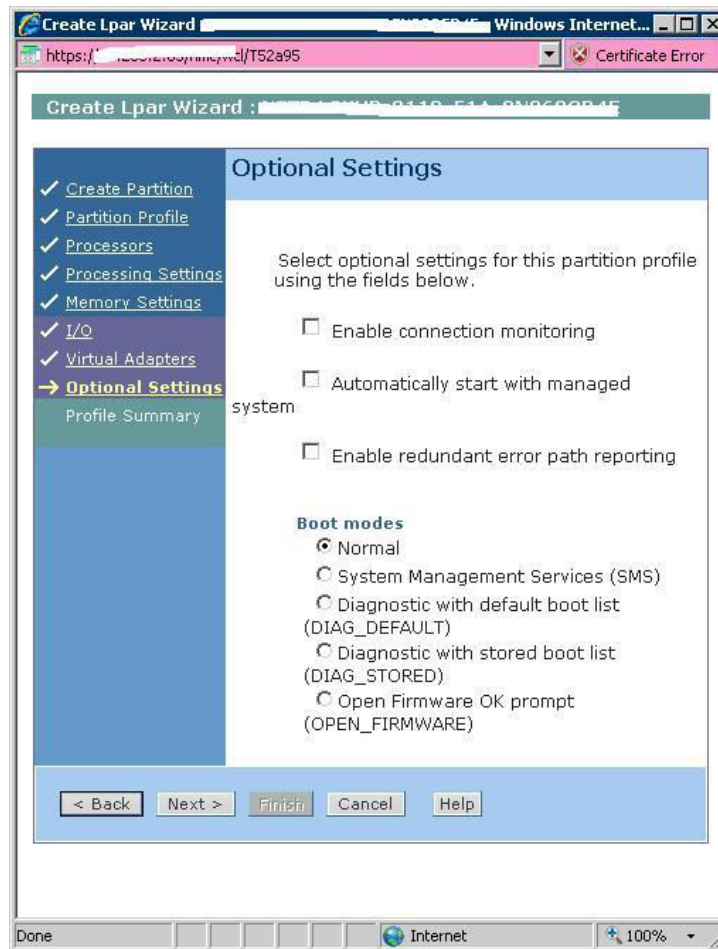 Create Lpar Wizard
Windows Internet...
https:/
wcl/T52a95
Certificate Error
Create Lpar Wizard :
Optional Settings
Create Partition
Partition Profile
Processors
Processing Settings
Memory Settings
I/O
Virtual Adapters
Optional Settings
Profile Summary
Select optional settings for this partition profile
using the fields below.
Enable connection monitoring
Automatically start with managed
system
Enable redundant error path reporting
Boot modes
Normal
System Management Services (SMS)
Diagnostic with default boot list
(DIAG_DEFAULT)
Diagnostic with stored boot list
(DIAG_STORED)
Open Firmware OK prompt
(OPEN_FIRMWARE)
< Back
Next >
Finish
Cancel
Help
Done
Internet
100%